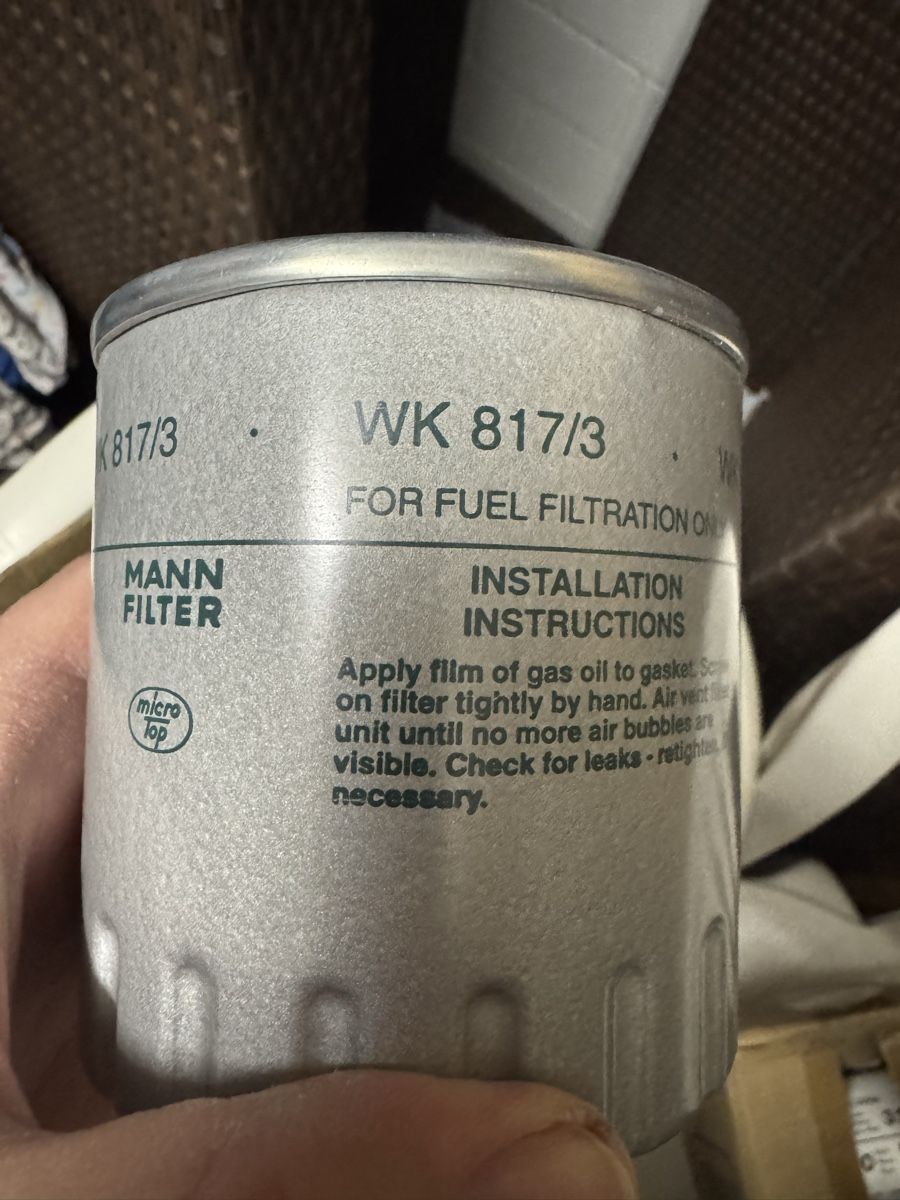 K 817/3 · WK 817/3 ·
FOR FUEL FILTRATION
MANN
FILTER
micro
Top
INSTALLATION
INSTRUCTIONS
Apply film of gas oil to gasket.
on filter tightly by hand. Air vent
unit until no more air bubbles are
visible. Check for leaks - retighten
necessary.